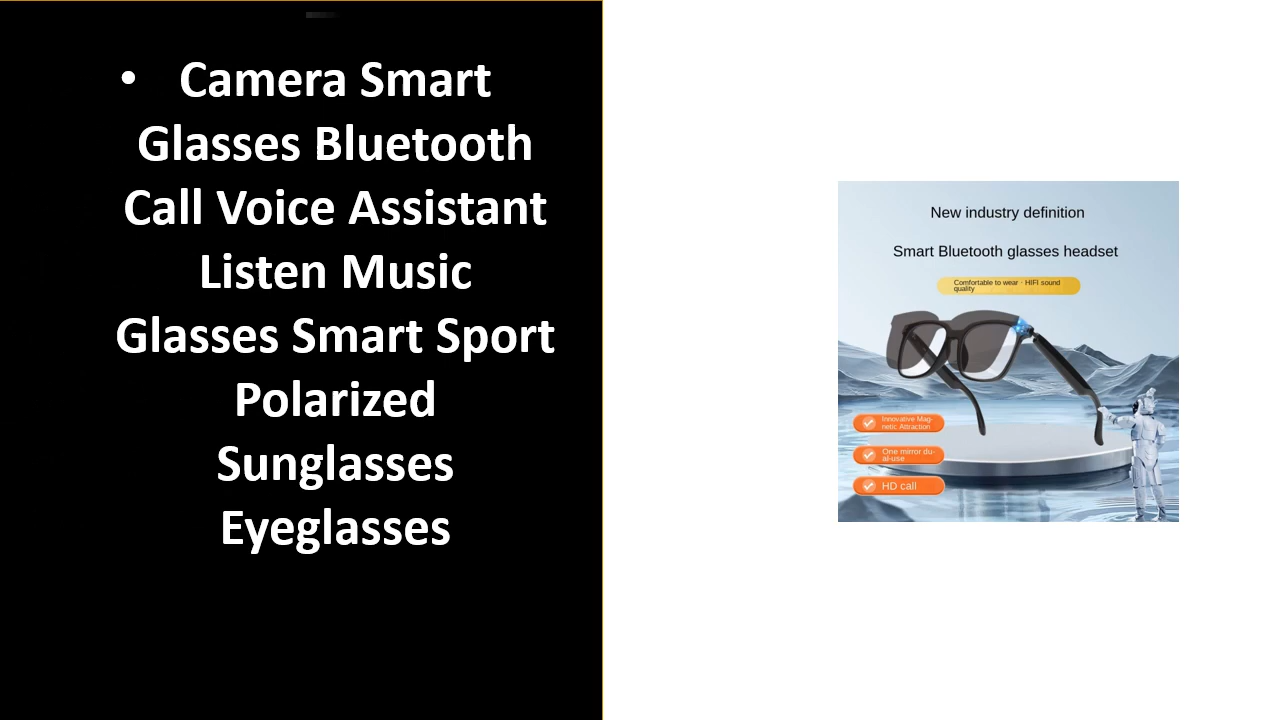 • Camera Smart
Glasses Bluetooth
Call Voice Assistant
Listen Music
Glasses Smart Sport
Polarized
Sunglasses
Eyeglasses
New industry definition
Smart Bluetooth glasses headset
Comfortable to wear · HIFI sound
quality
Innovative Mag-
netic Attraction
One mirror du-
al-use
HD call